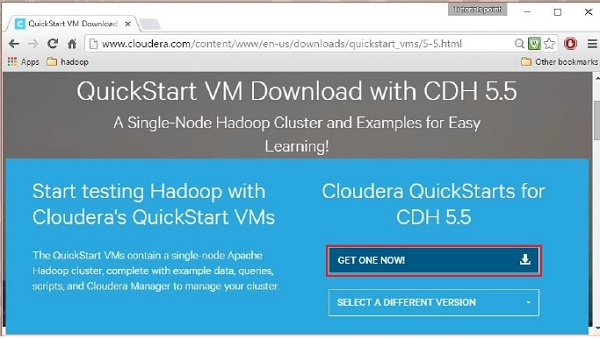 Tutorialspoint
QuickStart VM Download
www.cloudera.com/content/www/en-us/downloads/quickstart_vms/5-5.html
Apps hadoop Other bookmarks
QuickStart VM Download with CDH 5.5
A Single-Node Hadoop Cluster and Examples for Easy
Learning!
Start testing Hadoop with
Cloudera's QuickStart VMs
The QuickStart VMs contain a single-node Apache
Hadoop cluster, complete with example data, queries,
scripts, and Cloudera Manager to manage your cluster.
Cloudera QuickStarts for
CDH 5.5
GET ONE NOW!
SELECT A DIFFERENT VERSION